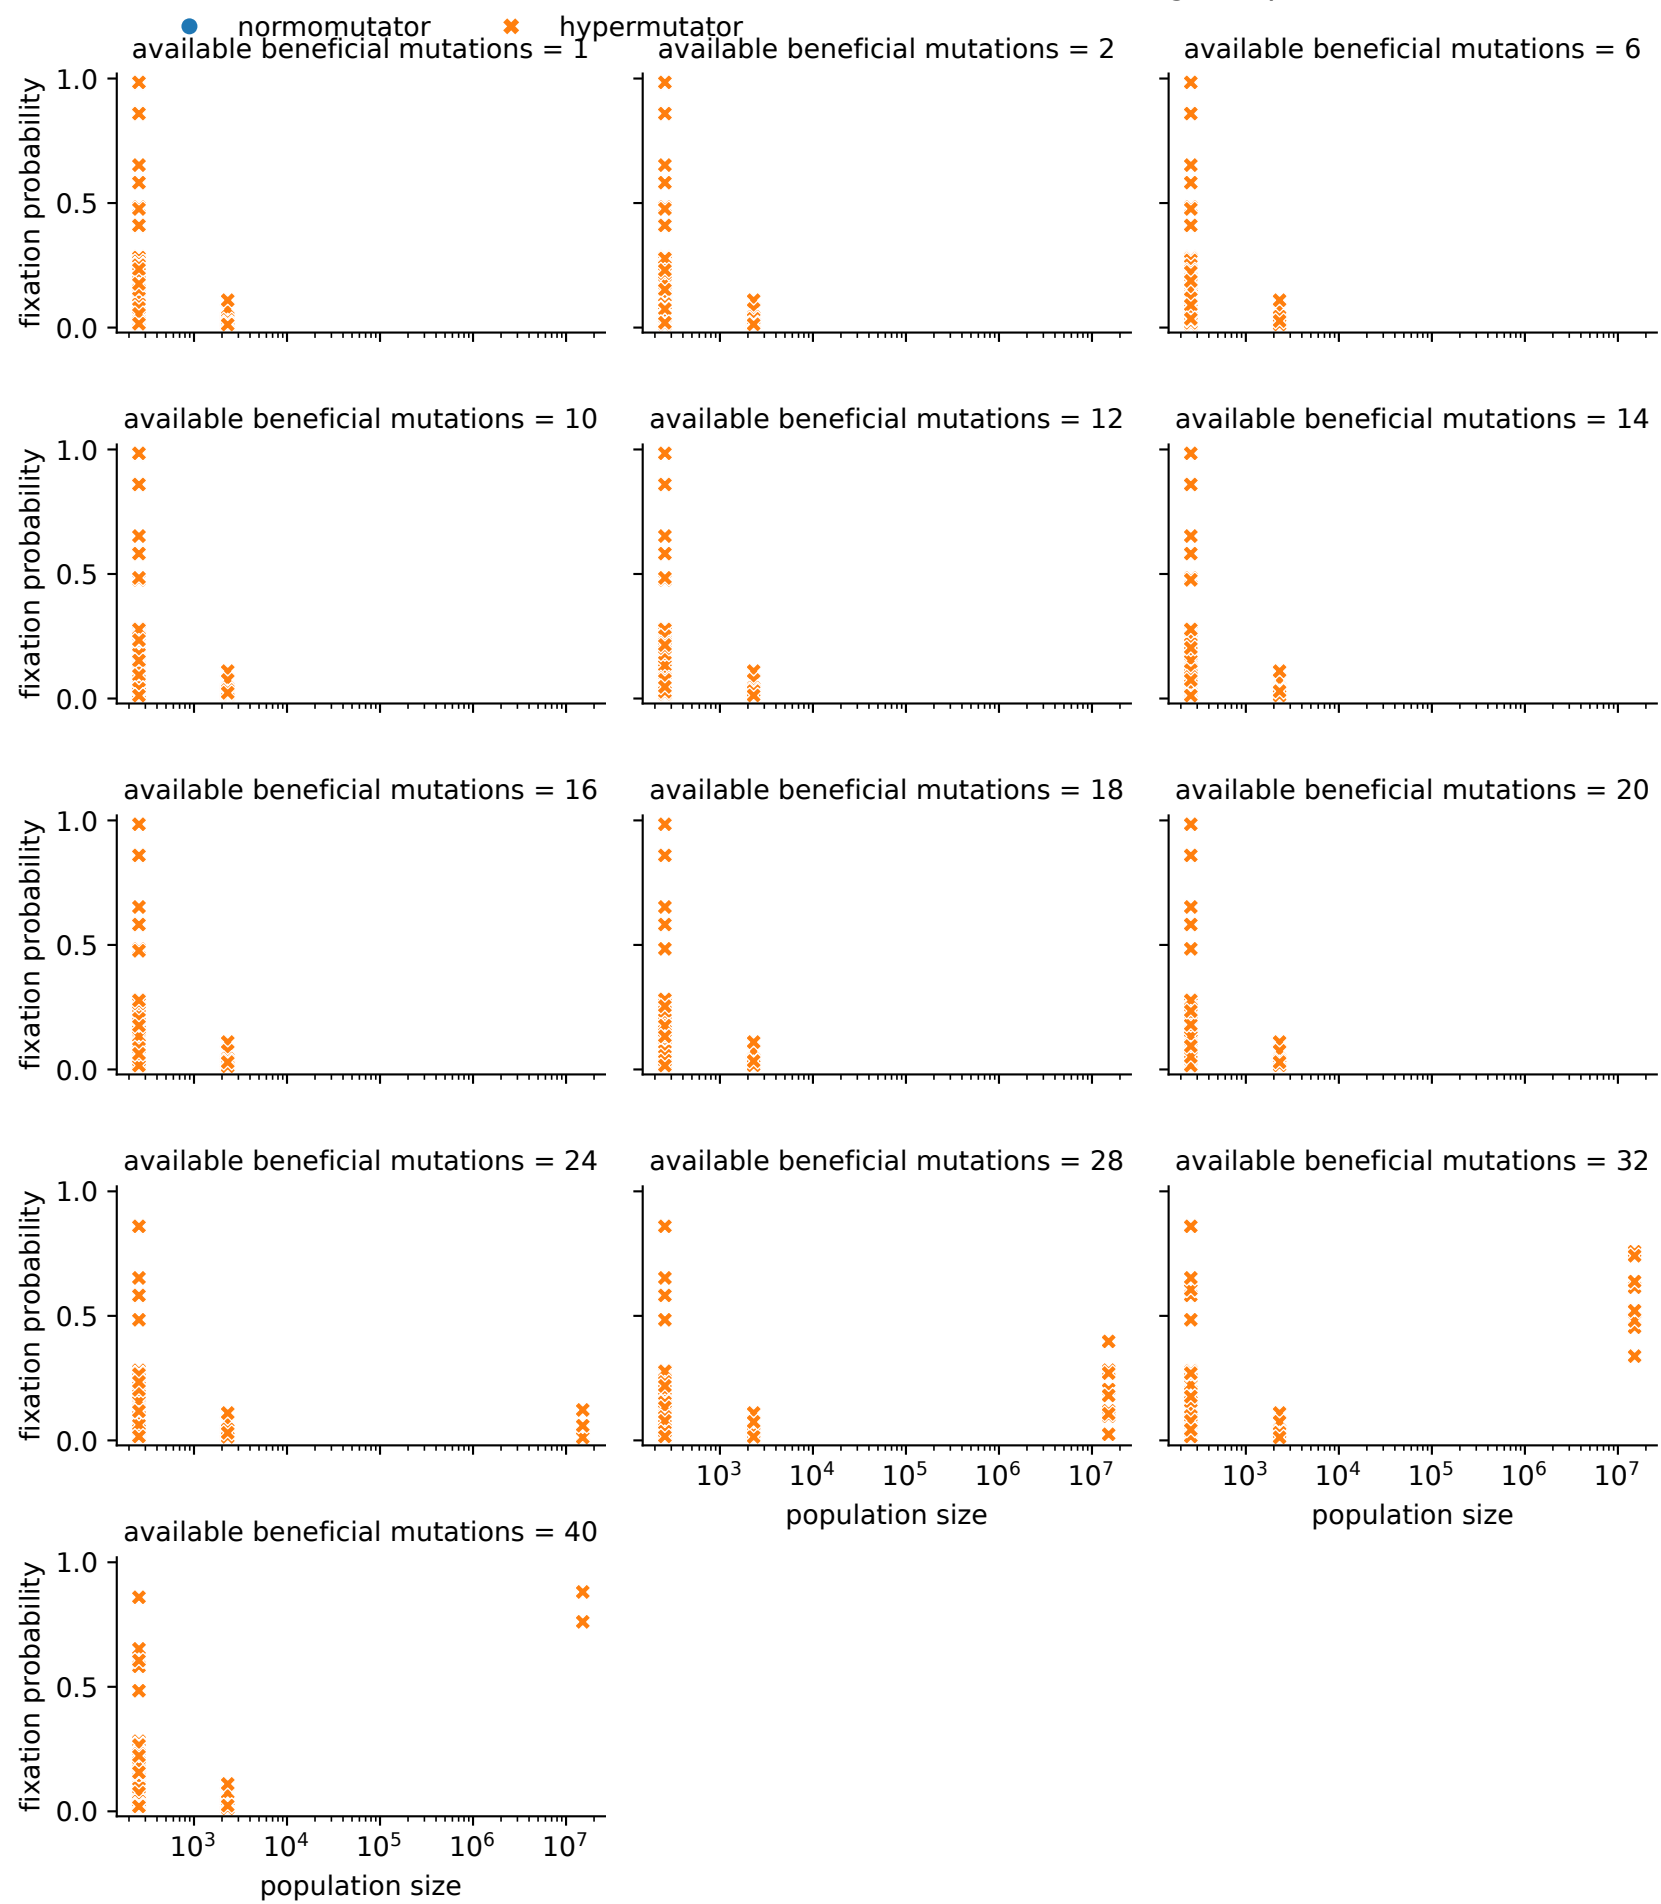 normomutator hypermutator
available beneficial mutations = 1 available beneficial mutations = 2 available beneficial mutations = 6
fixation probability
1.0
0.5
0.0
available beneficial mutations = 10 available beneficial mutations = 12 available beneficial mutations = 14
fixation probability
1.0
0.5
0.0
available beneficial mutations = 16 available beneficial mutations = 18 available beneficial mutations = 20
fixation probability
1.0
0.5
0.0
available beneficial mutations = 24 available beneficial mutations = 28 available beneficial mutations = 32
fixation probability
1.0
0.5
0.0
10³ 10⁴ 10⁵ 10⁶ 10⁷ 10³ 10⁴ 10⁵ 10⁶ 10⁷
population size population size
available beneficial mutations = 40
fixation probability
1.0
0.5
0.0
10³ 10⁴ 10⁵ 10⁶ 10⁷
population size